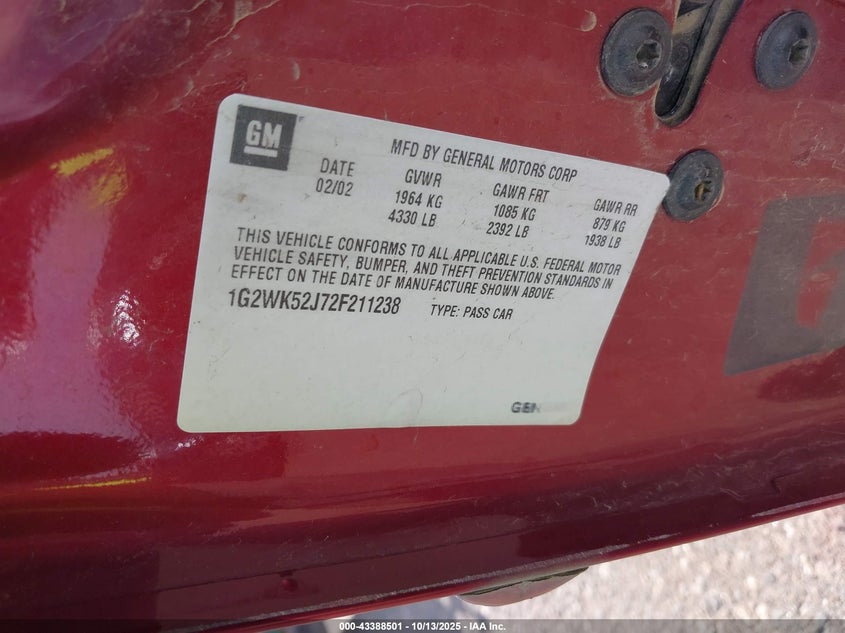 GM
MFD BY GENERAL MOTORS CORP
DATE GVWR GAWR FRT GAWR RR
02/02 1964 KG 1085 KG 879 KG
4330 LB 2392 LB 1938 LB
THIS VEHICLE CONFORMS TO ALL APPLICABLE U.S. FEDERAL MOTOR
VEHICLE SAFETY, BUMPER, AND THEFT PREVENTION STANDARDS IN
EFFECT ON THE DATE OF MANUFACTURE SHOWN ABOVE.
1G2WK52J72F211238 TYPE: PASS CAR
GEN
000-43388501 - 10/13/2025 - IAA Inc.